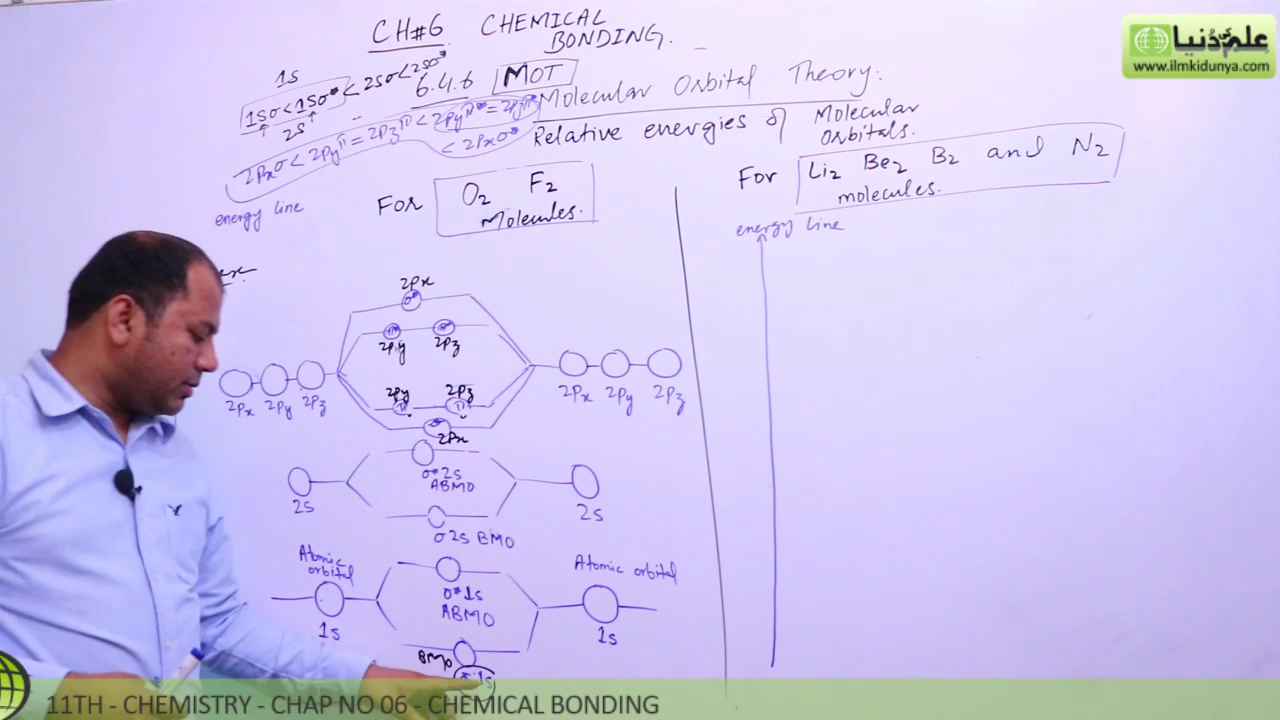 CH#6 CHEMICAL
BONDING.
علم کی دنیا
www.ilmkidunya.com
1s
1sσ < 1sσ* < 2sσ < 2sσ*
2s
6.4.6 MOT
Molecular Orbital Theory:
2Pxσ < 2Pyπ = 2Pzπ < 2Pyπ* = 2Pzπ*
< 2Pxσ*
Relative energies of Molecular
orbitals.
energy line
For O2 F2
Molecules.
For Li2 Be2 B2 and N2
molecules.
energy line
2Px
σ*
π* π*
2Py 2Pz
2Px 2Py 2Pz
2Px 2Py 2Pz
2Py 2Pz
π π
σ*
2Px
σ*2s
ABMO
2s
2s
σ2s BMO
Atomic
orbital
Atomic orbital
σ*1s
ABMO
1s
1s
BMO
σ 1s
11TH - CHEMISTRY - CHAP NO 06 - CHEMICAL BONDING